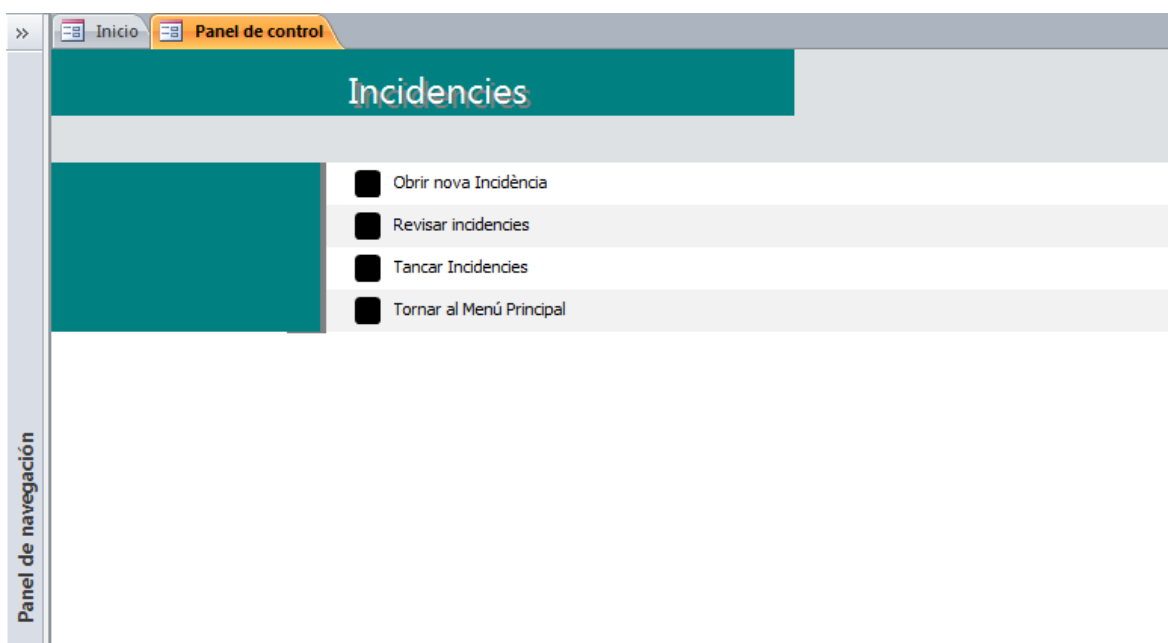 » Inicio Panel de control
Incidencies
Obrir nova Incidència
Revisar incidencies
Tancar Incidencies
Tornar al Menú Principal
Panel de navegación